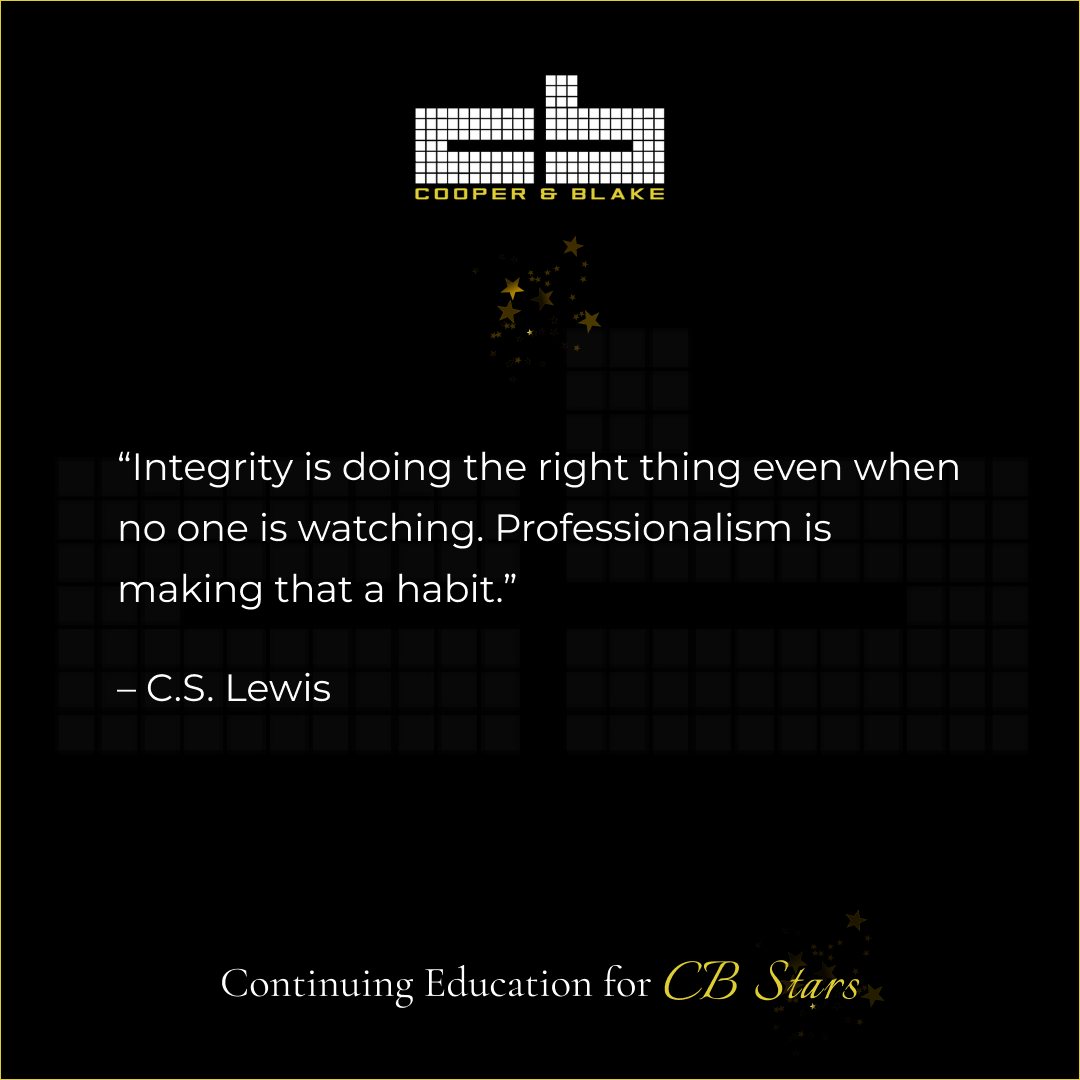 cb
COOPER & BLAKE
“Integrity is doing the right thing even when
no one is watching. Professionalism is
making that a habit.”
– C.S. Lewis
Continuing Education for CB Stars